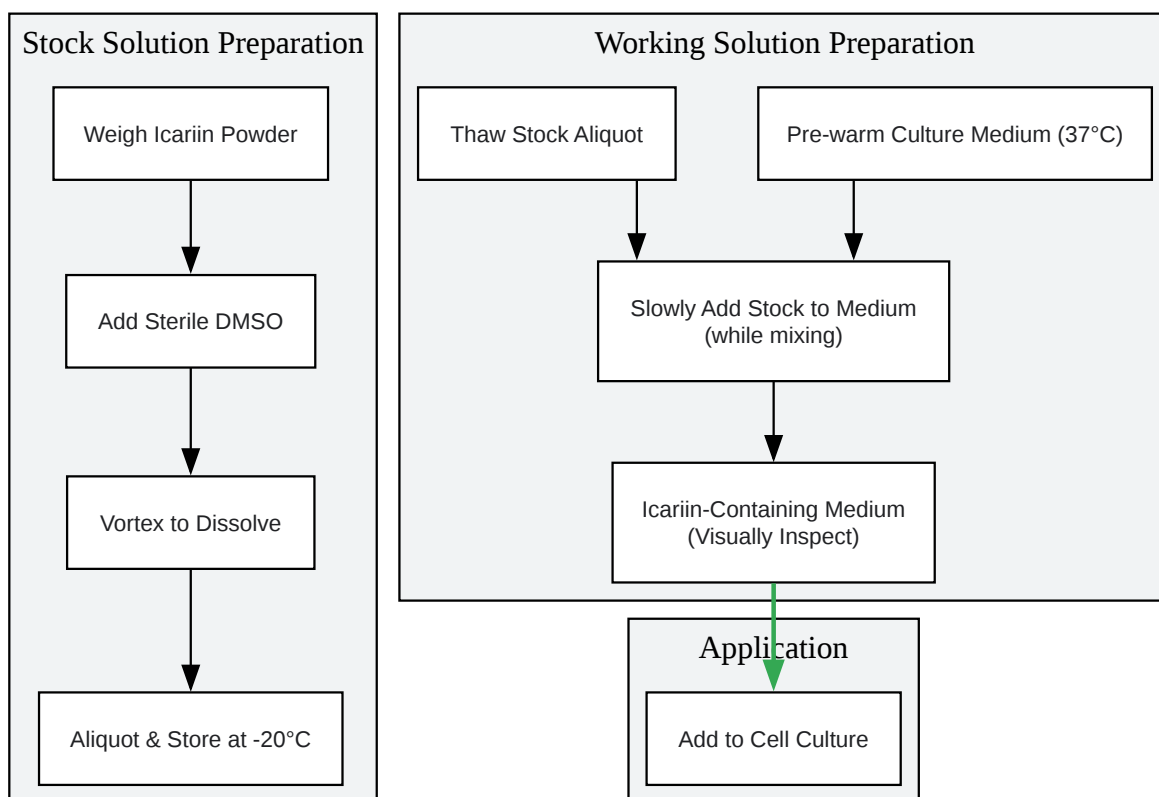 Stock Solution Preparation
Weigh Icariin Powder
Add Sterile DMSO
Vortex to Dissolve
Aliquot & Store at -20°C
Working Solution Preparation
Thaw Stock Aliquot
Pre-warm Culture Medium (37°C)
Slowly Add Stock to Medium
(while mixing)
Icariin-Containing Medium
(Visually Inspect)
Application
Add to Cell Culture